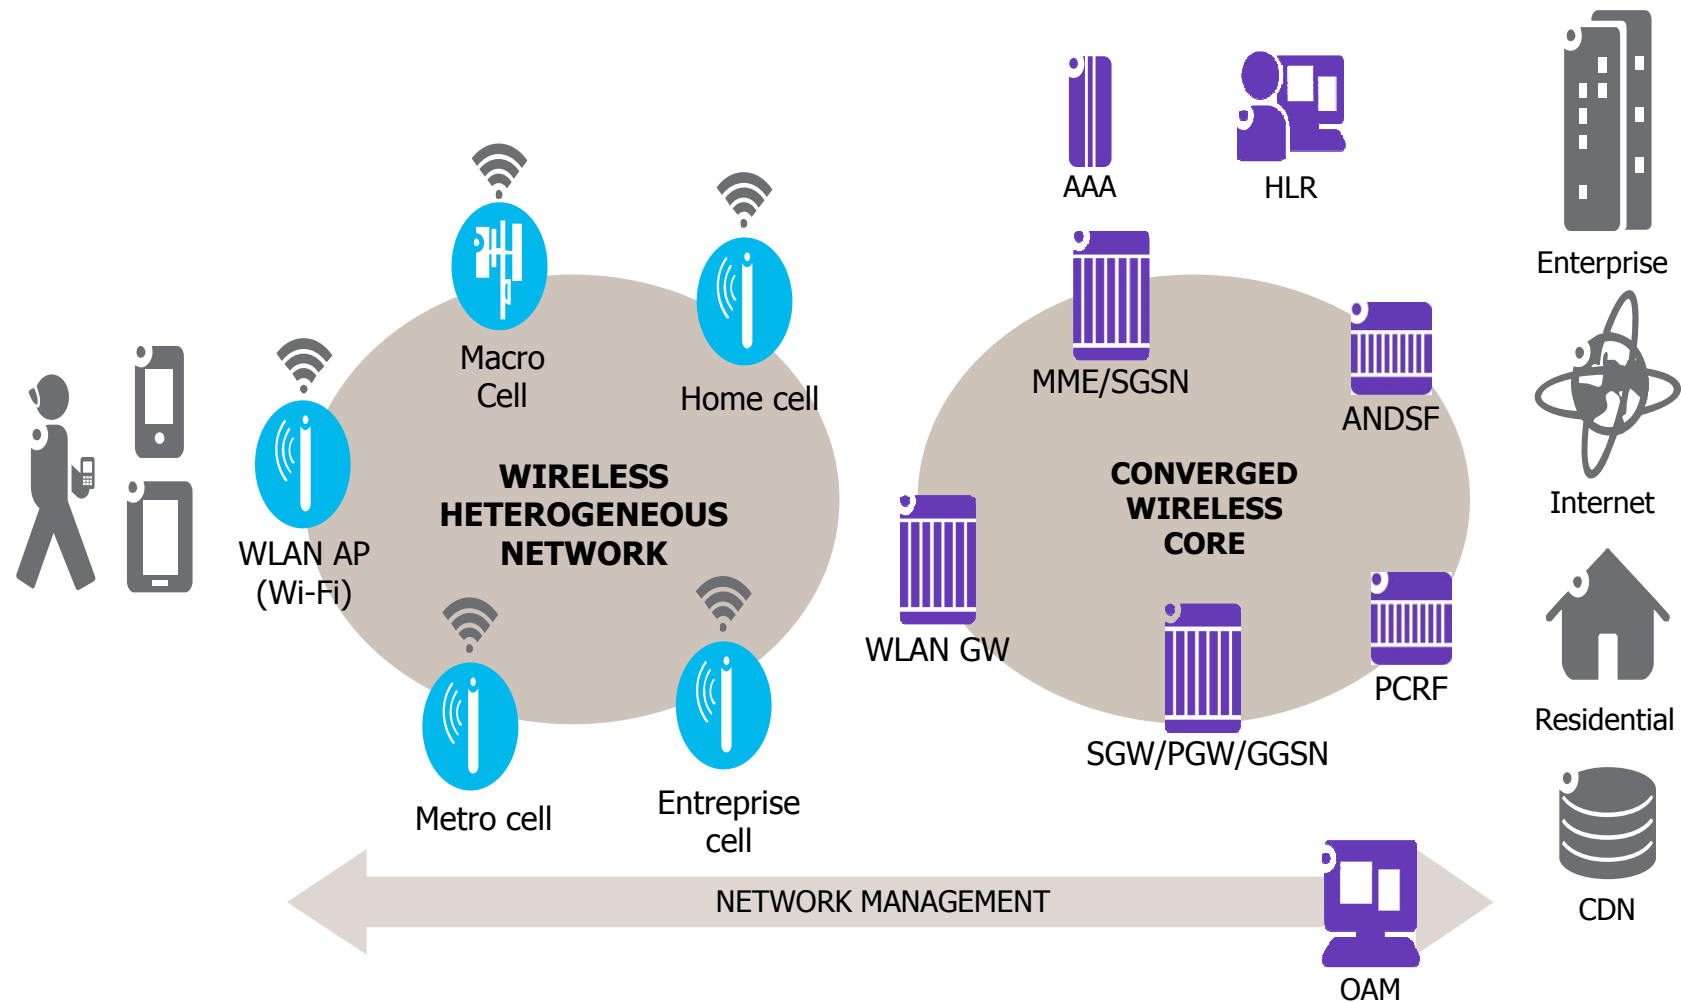 AAA
HLR
Enterprise
Macro
Cell
Home cell
MME/SGSN
ANDSF
WIRELESS
HETEROGENEOUS
NETWORK
CONVERGED
WIRELESS
CORE
Internet
WLAN AP
(Wi-Fi)
WLAN GW
PCRF
Residential
SGW/PGW/GGSN
Metro cell
Entreprise
cell
NETWORK MANAGEMENT
CDN
OAM